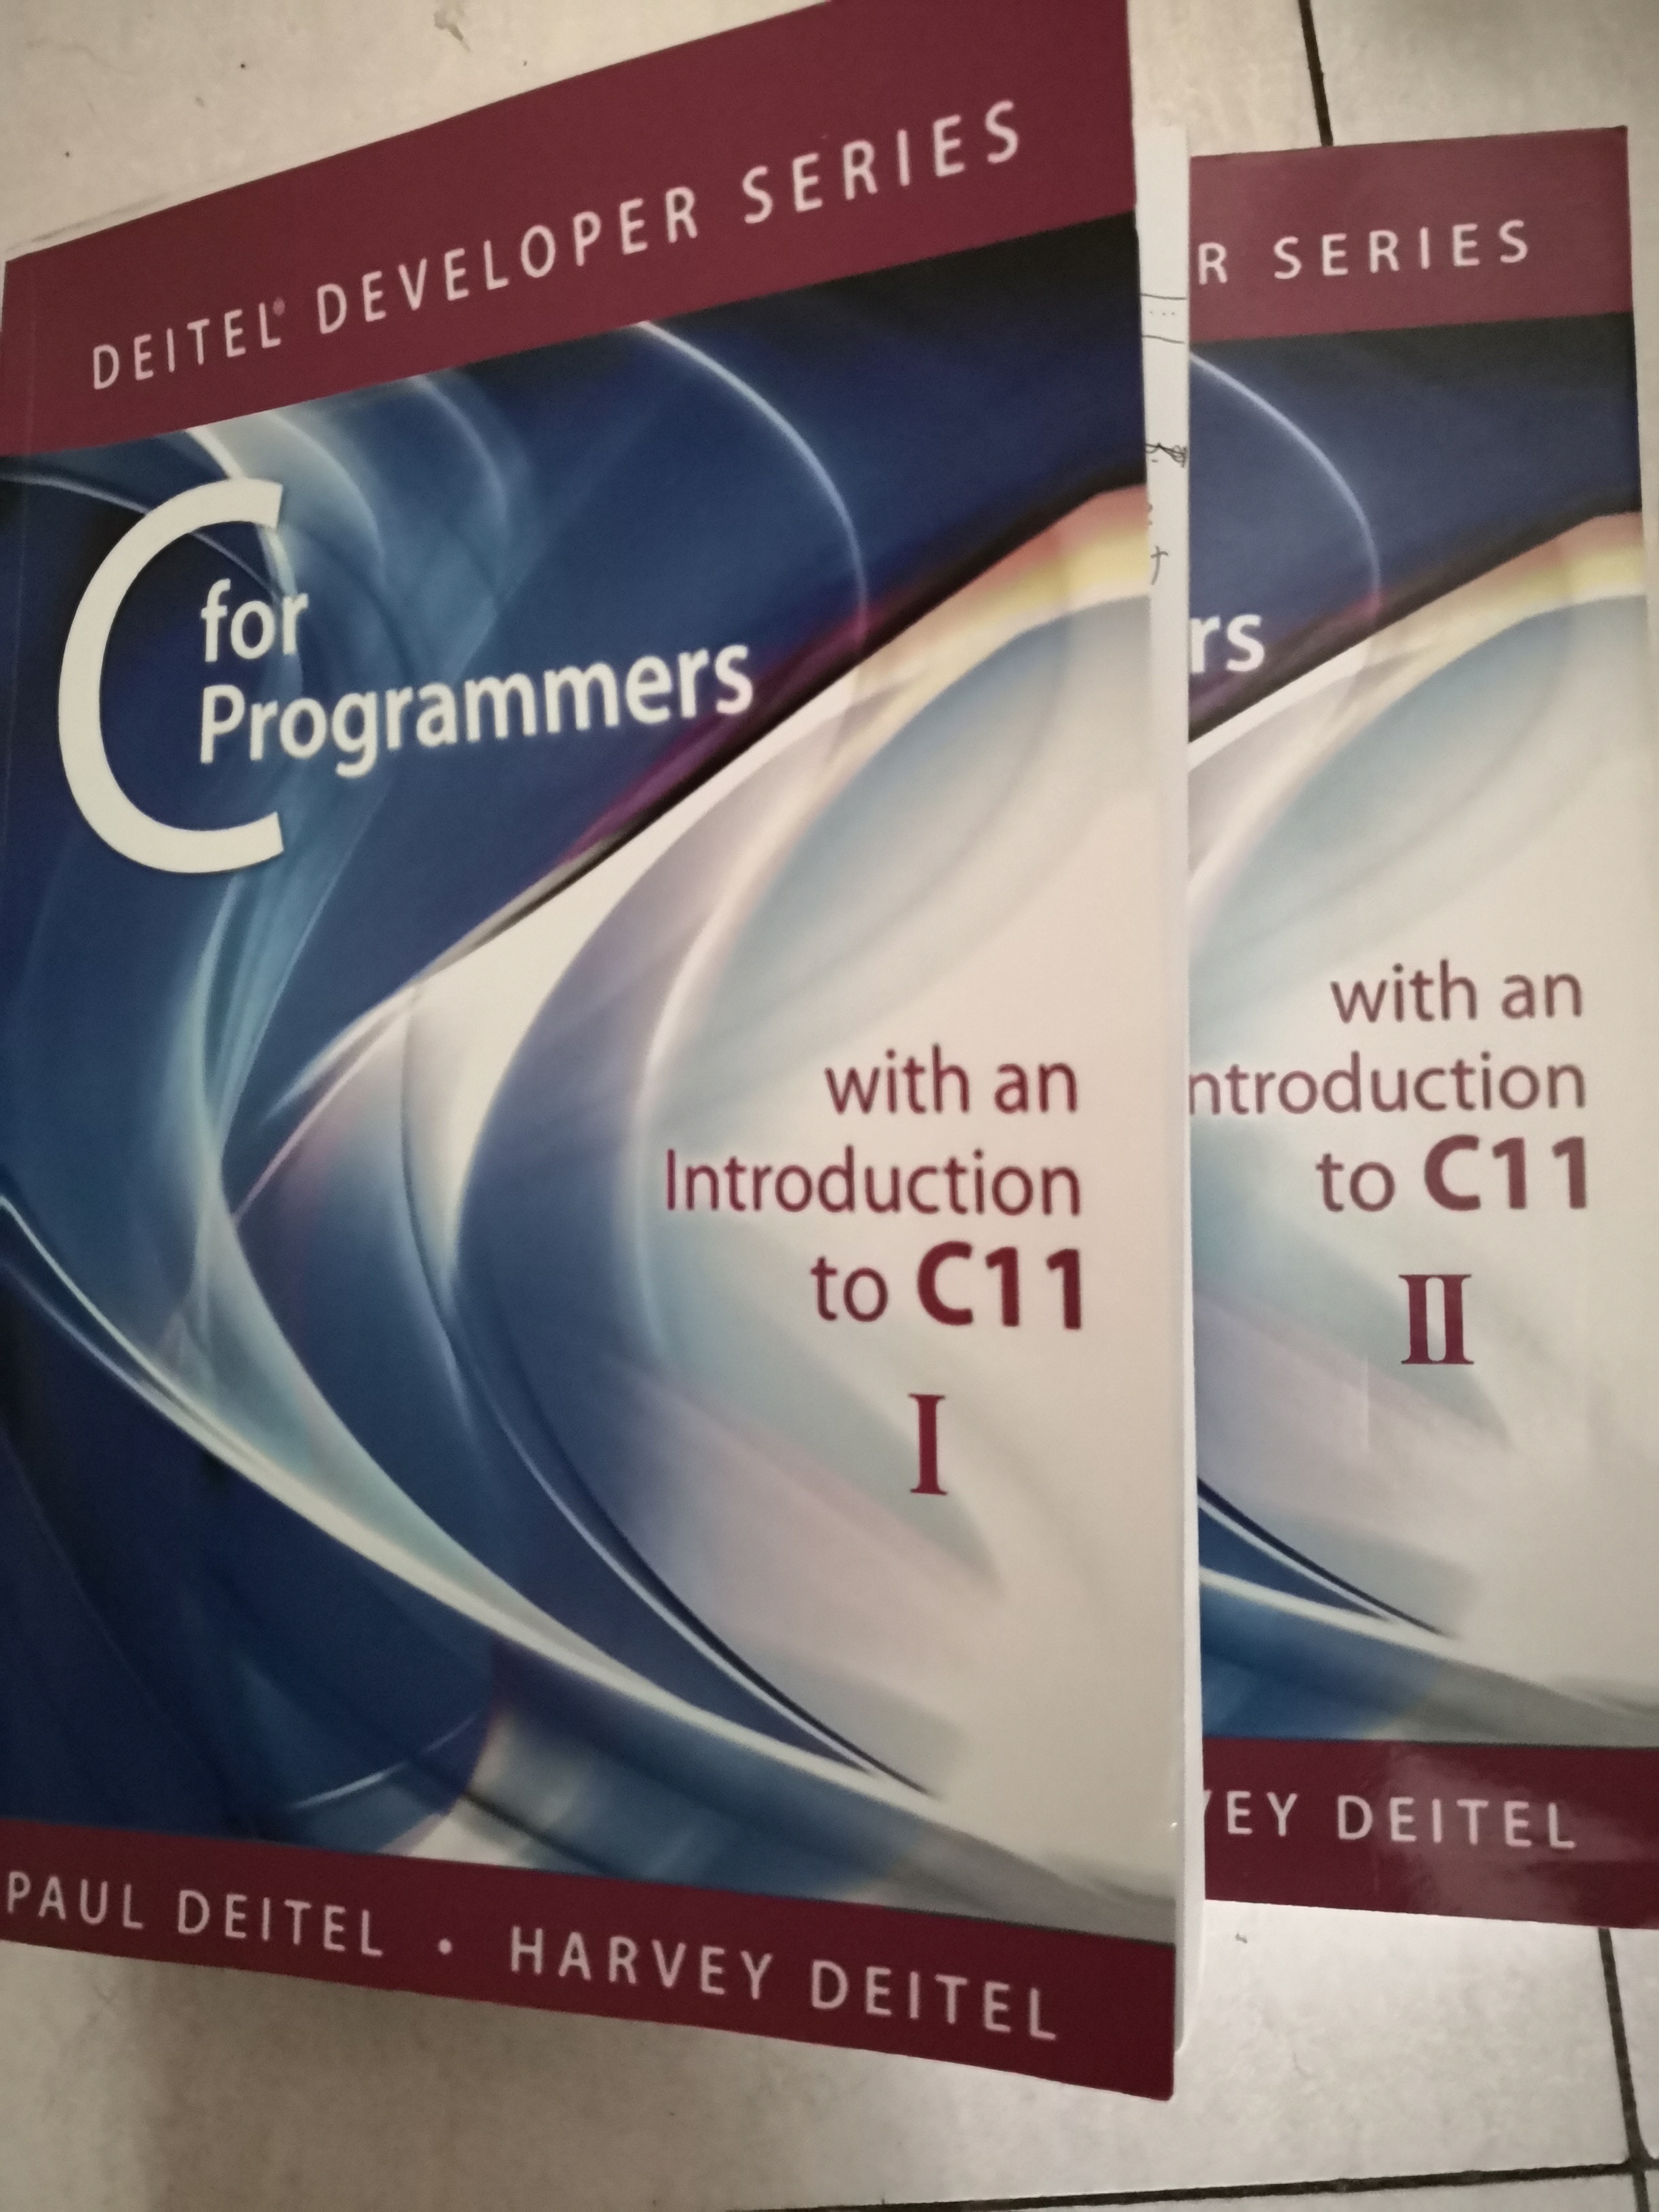 DEITEL® DEVELOPER SERIES
C for
Programmers
with an
Introduction
to C11
I
PAUL DEITEL • HARVEY DEITEL
R SERIES
rs
with an
ntroduction
to C11
II
VEY DEITEL